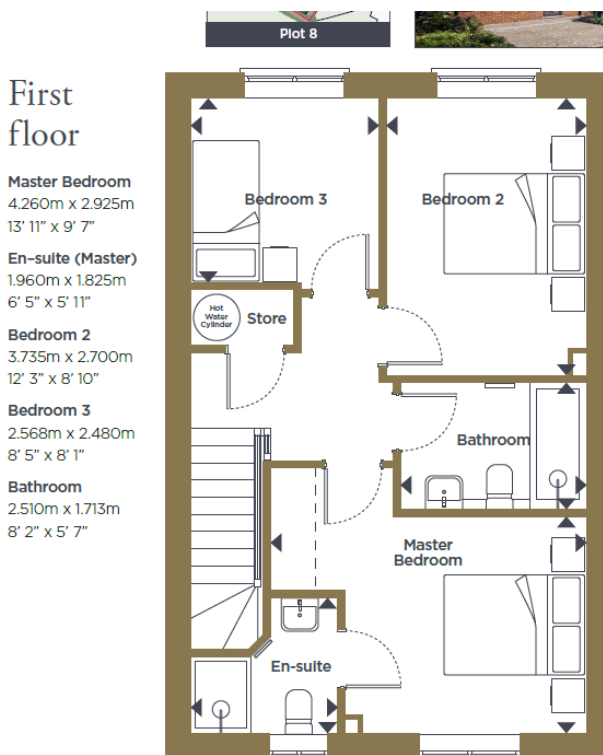 Plot 8
First
floor
Master Bedroom
4.260m x 2.925m
13' 11" x 9' 7"
En-suite (Master)
1.960m x 1.825m
6' 5" x 5' 11"
Bedroom 2
3.735m x 2.700m
12' 3" x 8' 10"
Bedroom 3
2.568m x 2.480m
8' 5" x 8' 1"
Bathroom
2.510m x 1.713m
8' 2" x 5' 7"
Bedroom 3
Bedroom 2
Hot
Water
Cylinder
Store
Bathroom
Master
Bedroom
En-suite